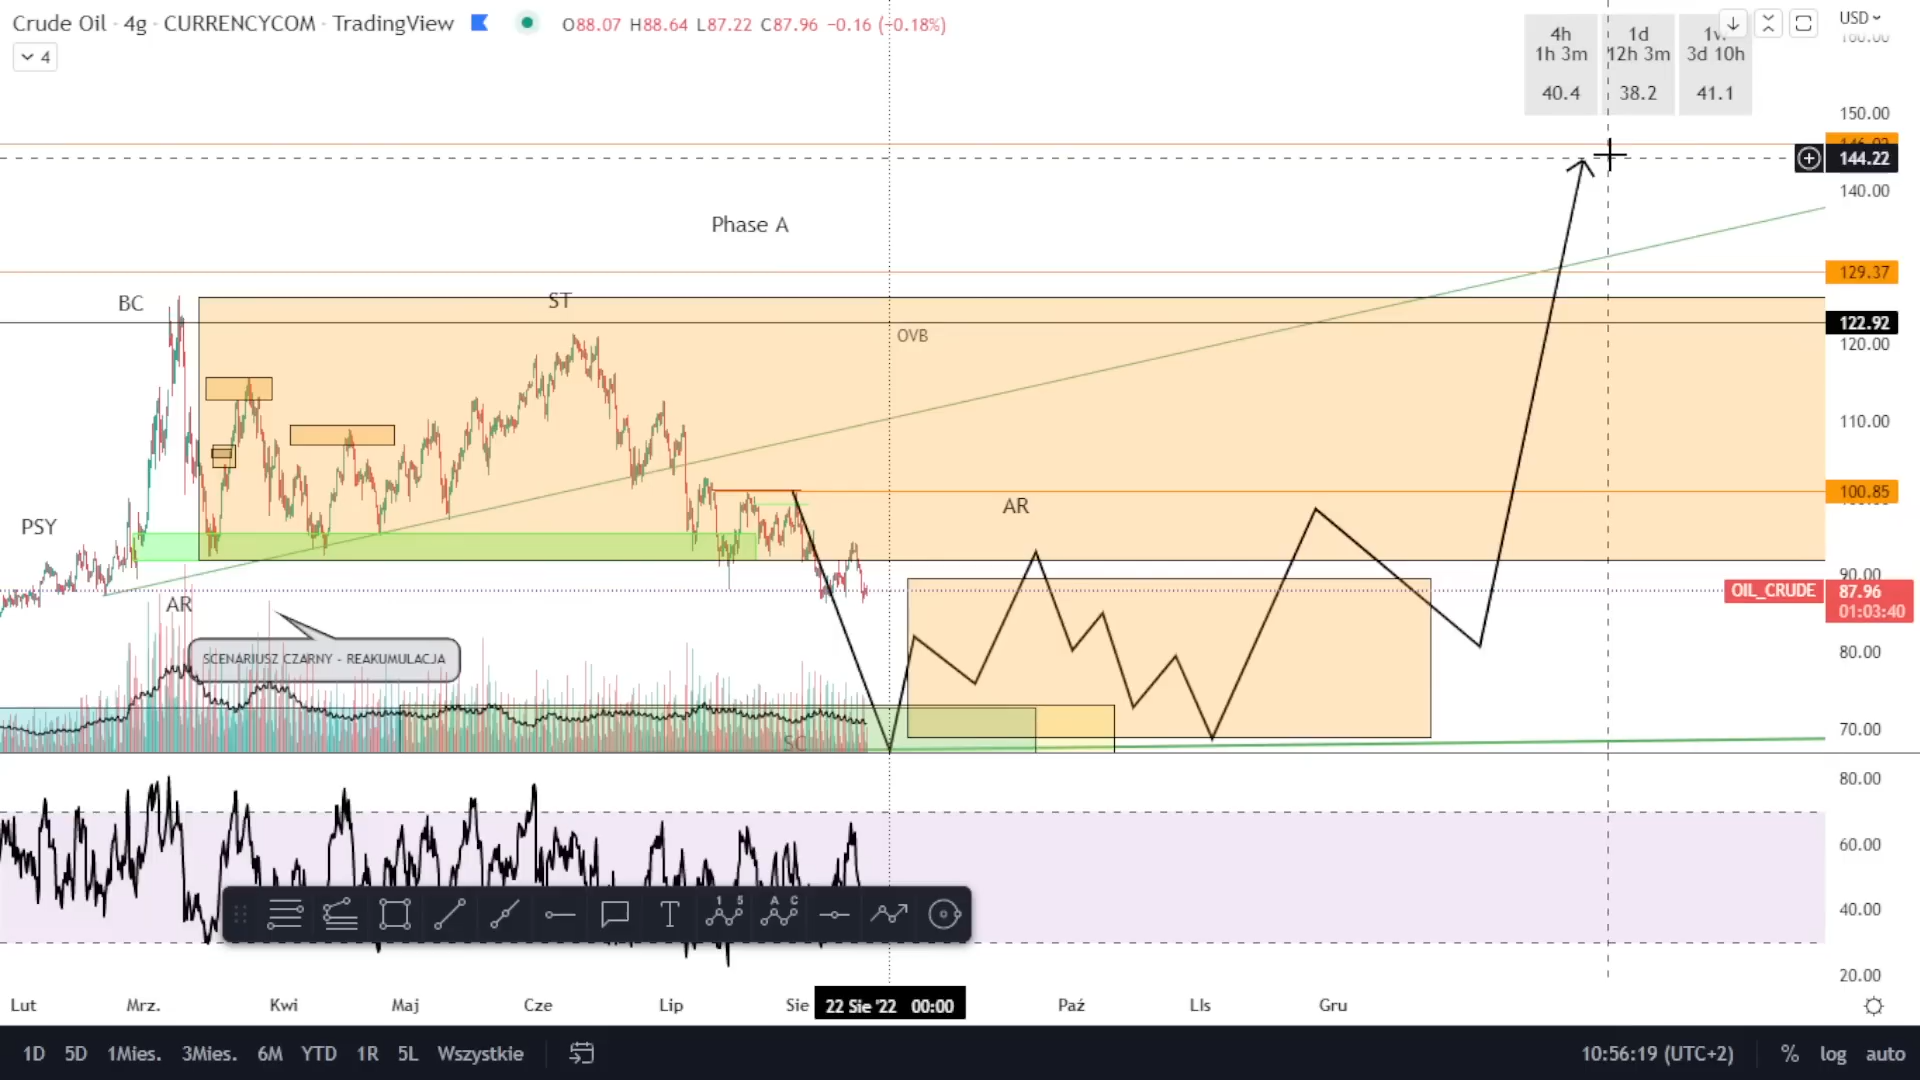 Crude Oil · 4g · CURRENCYCOM · TradingView
O88.07 H88.64 L87.22 C87.96 −0.16 (−0.18%)
4
4h
1h 3m
40.4
1d
12h 3m
38.2
3d 10h
41.1
USD
150.00
144.22
140.00
129.37
122.92
120.00
110.00
100.85
90.00
OIL_CRUDE
87.96
01:03:40
80.00
70.00
80.00
60.00
40.00
20.00
Phase A
BC
ST
OVB
PSY
AR
AR
SCENARIUSZ CZARNY - REAKUMULACJA
SC
1 5
A C
T
Lut Mrz. Kwi Maj Cze Lip Sie 22 Sie '22 00:00 Paź LIs Gru
1D 5D 1Mies. 3Mies. 6M YTD 1R 5L Wszystkie
10:56:19 (UTC+2) % log auto